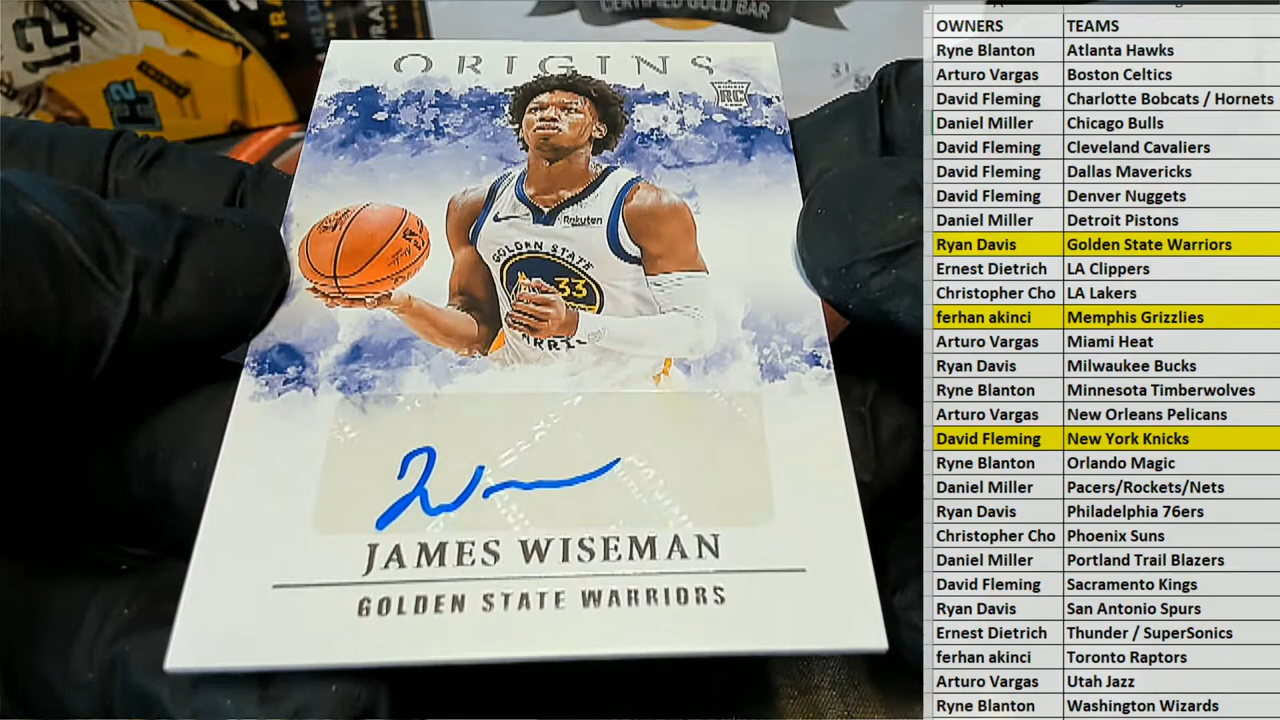 CERTIFIED GOLD BAR
12
31
ORIGINS
RC
Rakuten
GOLDEN STATE
33
JAMES WISEMAN
GOLDEN STATE WARRIORS
OWNERS TEAMS
Ryne Blanton Atlanta Hawks
Arturo Vargas Boston Celtics
David Fleming Charlotte Bobcats / Hornets
Daniel Miller Chicago Bulls
David Fleming Cleveland Cavaliers
David Fleming Dallas Mavericks
David Fleming Denver Nuggets
Daniel Miller Detroit Pistons
Ryan Davis Golden State Warriors
Ernest Dietrich LA Clippers
Christopher Cho LA Lakers
ferhan akinci Memphis Grizzlies
Arturo Vargas Miami Heat
Ryan Davis Milwaukee Bucks
Ryne Blanton Minnesota Timberwolves
Arturo Vargas New Orleans Pelicans
David Fleming New York Knicks
Ryne Blanton Orlando Magic
Daniel Miller Pacers/Rockets/Nets
Ryan Davis Philadelphia 76ers
Christopher Cho Phoenix Suns
Daniel Miller Portland Trail Blazers
David Fleming Sacramento Kings
Ryan Davis San Antonio Spurs
Ernest Dietrich Thunder / SuperSonics
ferhan akinci Toronto Raptors
Arturo Vargas Utah Jazz
Ryne Blanton Washington Wizards